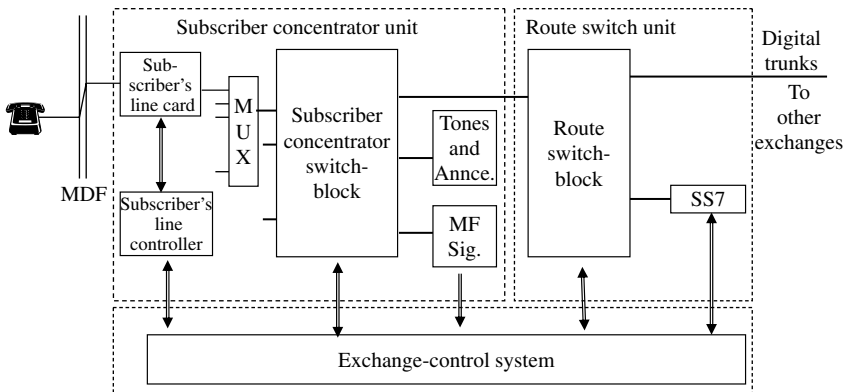 Subscriber concentrator unit
Route switch unit
Sub-
scriber's
line card
M
U
X
Subscriber
concentrator
switch-
block
Tones
and
Annce.
MF
Sig.
Route
switch-
block
SS7
Digital
trunks
To
other
exchanges
MDF
Subscriber's
line
controller
Exchange-control system